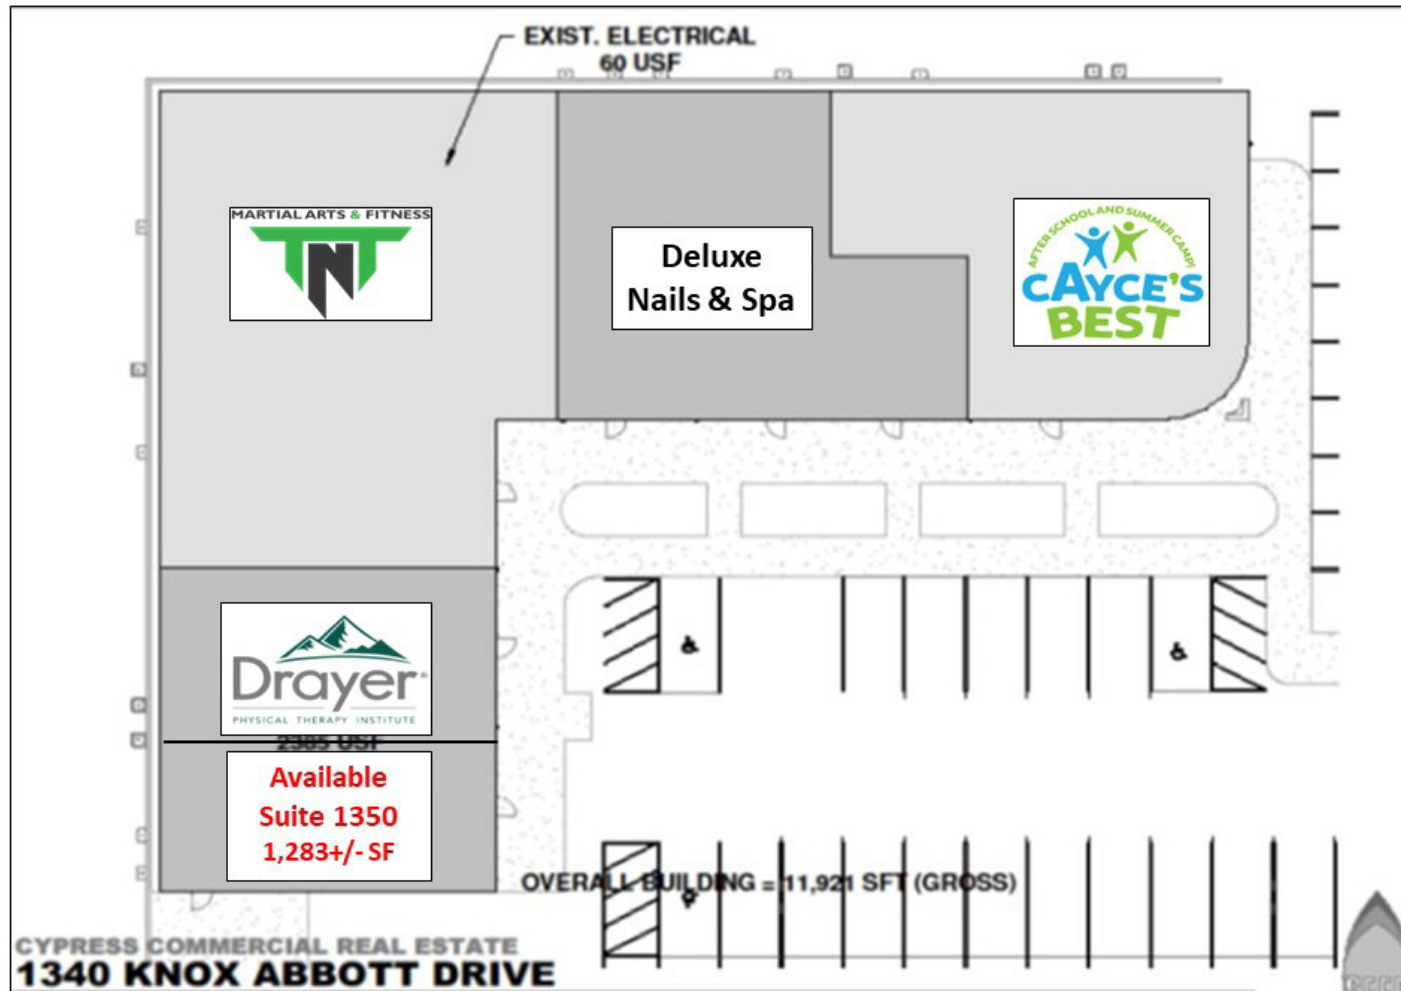 EXIST. ELECTRICAL
60 USF
MARTIAL ARTS & FITNESS
TNT
Deluxe
Nails & Spa
AFTER SCHOOL AND SUMMER CAMP!
CAYCE'S
BEST
Drayer
PHYSICAL THERAPY INSTITUTE
2385 USF
Available
Suite 1350
1,283+/- SF
OVERALL BUILDING = 11,921 SFT (GROSS)
CYPRESS COMMERCIAL REAL ESTATE
1340 KNOX ABBOTT DRIVE